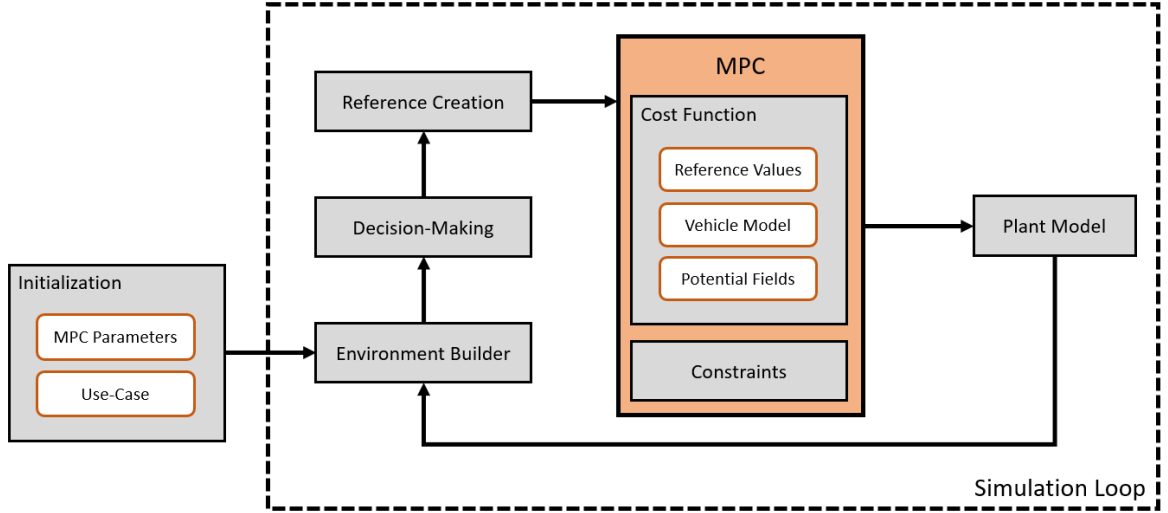 Initialization
MPC Parameters
Use-Case
Reference Creation
Decision-Making
Environment Builder
MPC
Cost Function
Reference Values
Vehicle Model
Potential Fields
Constraints
Plant Model
Simulation Loop